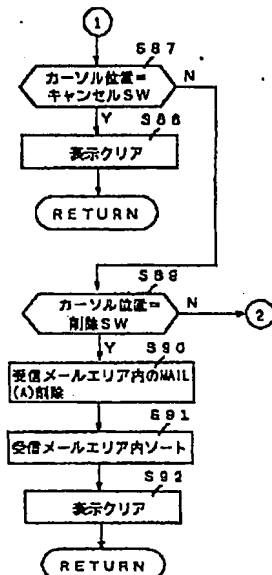 1
S87
カーソル位置=
キャンセルSW
N
Y
S88
表示クリア
RETURN
S89
カーソル位置=
削除SW
N
2
Y
S90
受信メールエリア内のMAIL
(A)削除
S91
受信メールエリア内ソート
S92
表示クリア
RETURN